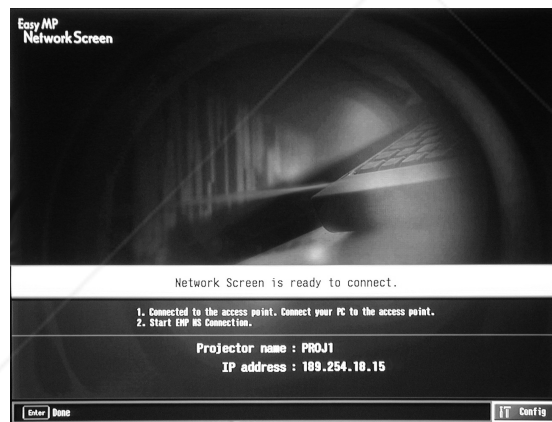 Easy MP
Network Screen
Network Screen is ready to connect.
1. Connected to the access point. Connect your PC to the access point.
2. Start EMP NS Connection.
Projector name : PROJ1
IP address : 189.254.18.15
Enter Done
Config